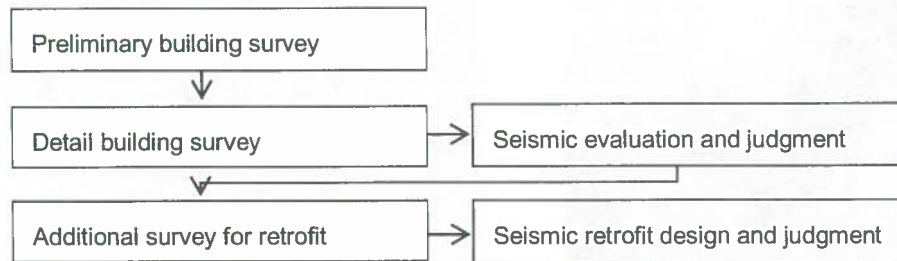 Preliminary building survey
Detail building survey
Seismic evaluation and judgment
Additional survey for retrofit
Seismic retrofit design and judgment